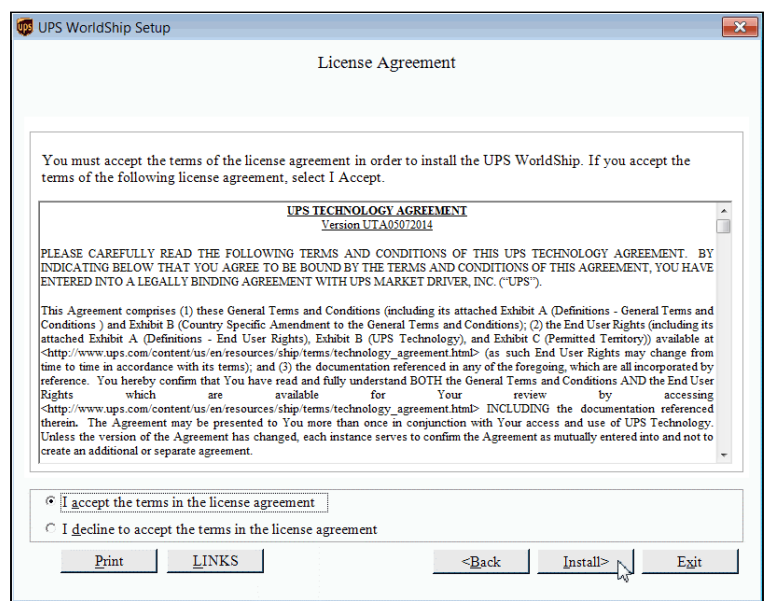 ups UPS WorldShip Setup
License Agreement
You must accept the terms of the license agreement in order to install the UPS WorldShip. If you accept the
terms of the following license agreement, select I Accept.
UPS TECHNOLOGY AGREEMENT
Version UTA05072014
PLEASE CAREFULLY READ THE FOLLOWING TERMS AND CONDITIONS OF THIS UPS TECHNOLOGY AGREEMENT. BY
INDICATING BELOW THAT YOU AGREE TO BE BOUND BY THE TERMS AND CONDITIONS OF THIS AGREEMENT, YOU HAVE
ENTERED INTO A LEGALLY BINDING AGREEMENT WITH UPS MARKET DRIVER, INC. (“UPS”).
This Agreement comprises (1) these General Terms and Conditions (including its attached Exhibit A (Definitions - General Terms and
Conditions ) and Exhibit B (Country Specific Amendment to the General Terms and Conditions); (2) the End User Rights (including its
attached Exhibit A (Definitions - End User Rights), Exhibit B (UPS Technology), and Exhibit C (Permitted Territory)) available at
<http://www.ups.com/content/us/en/resources/ship/terms/technology_agreement.html> (as such End User Rights may change from
time to time in accordance with its terms); and (3) the documentation referenced in any of the foregoing, which are all incorporated by
reference. You hereby confirm that You have read and fully understand BOTH the General Terms and Conditions AND the End User
Rights which are available for Your review by accessing
<http://www.ups.com/content/us/en/resources/ship/terms/technology_agreement.html> INCLUDING the documentation referenced
therein. The Agreement may be presented to You more than once in conjunction with Your access and use of UPS Technology.
Unless the version of the Agreement has changed, each instance serves to confirm the Agreement as mutually entered into and not to
create an additional or separate agreement.
I accept the terms in the license agreement
I decline to accept the terms in the license agreement
Print LINKS <Back Install> Exit